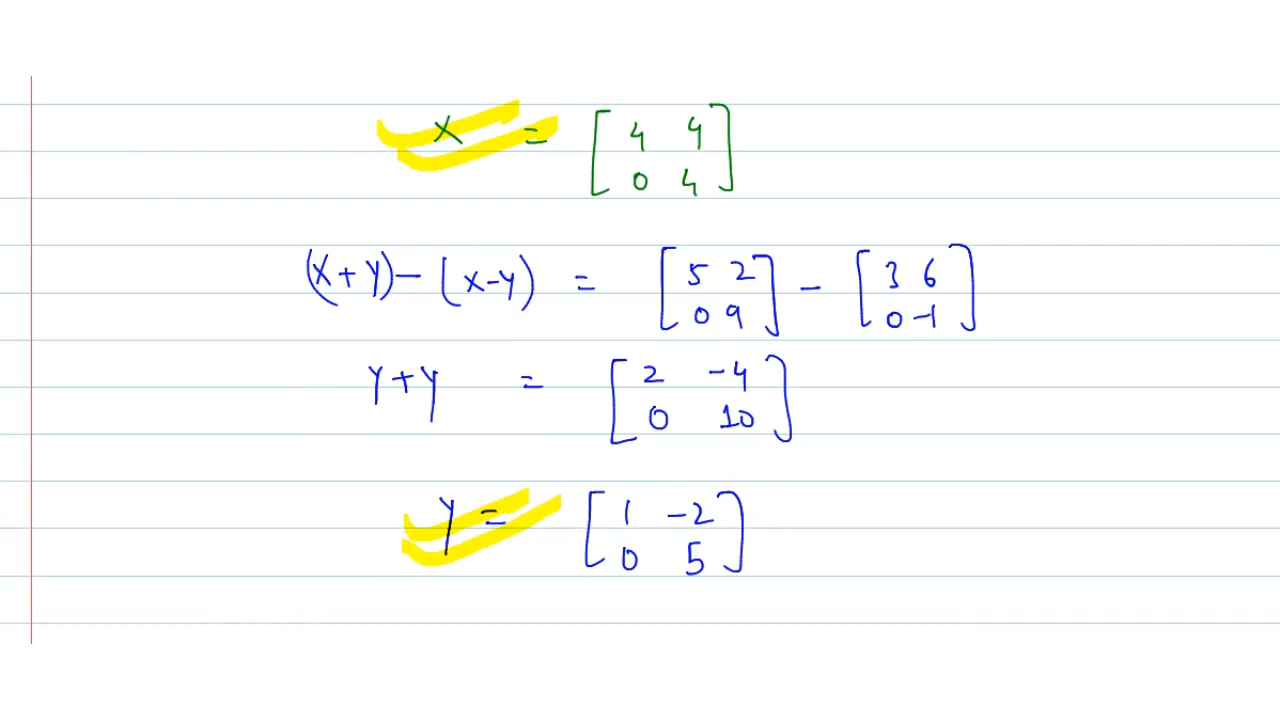 X = [4 4
0 4]
(X+Y)-(X-Y) = [5 2
0 9] - [3 6
0 -1]
Y+Y = [2 -4
0 10]
Y = [1 -2
0 5]